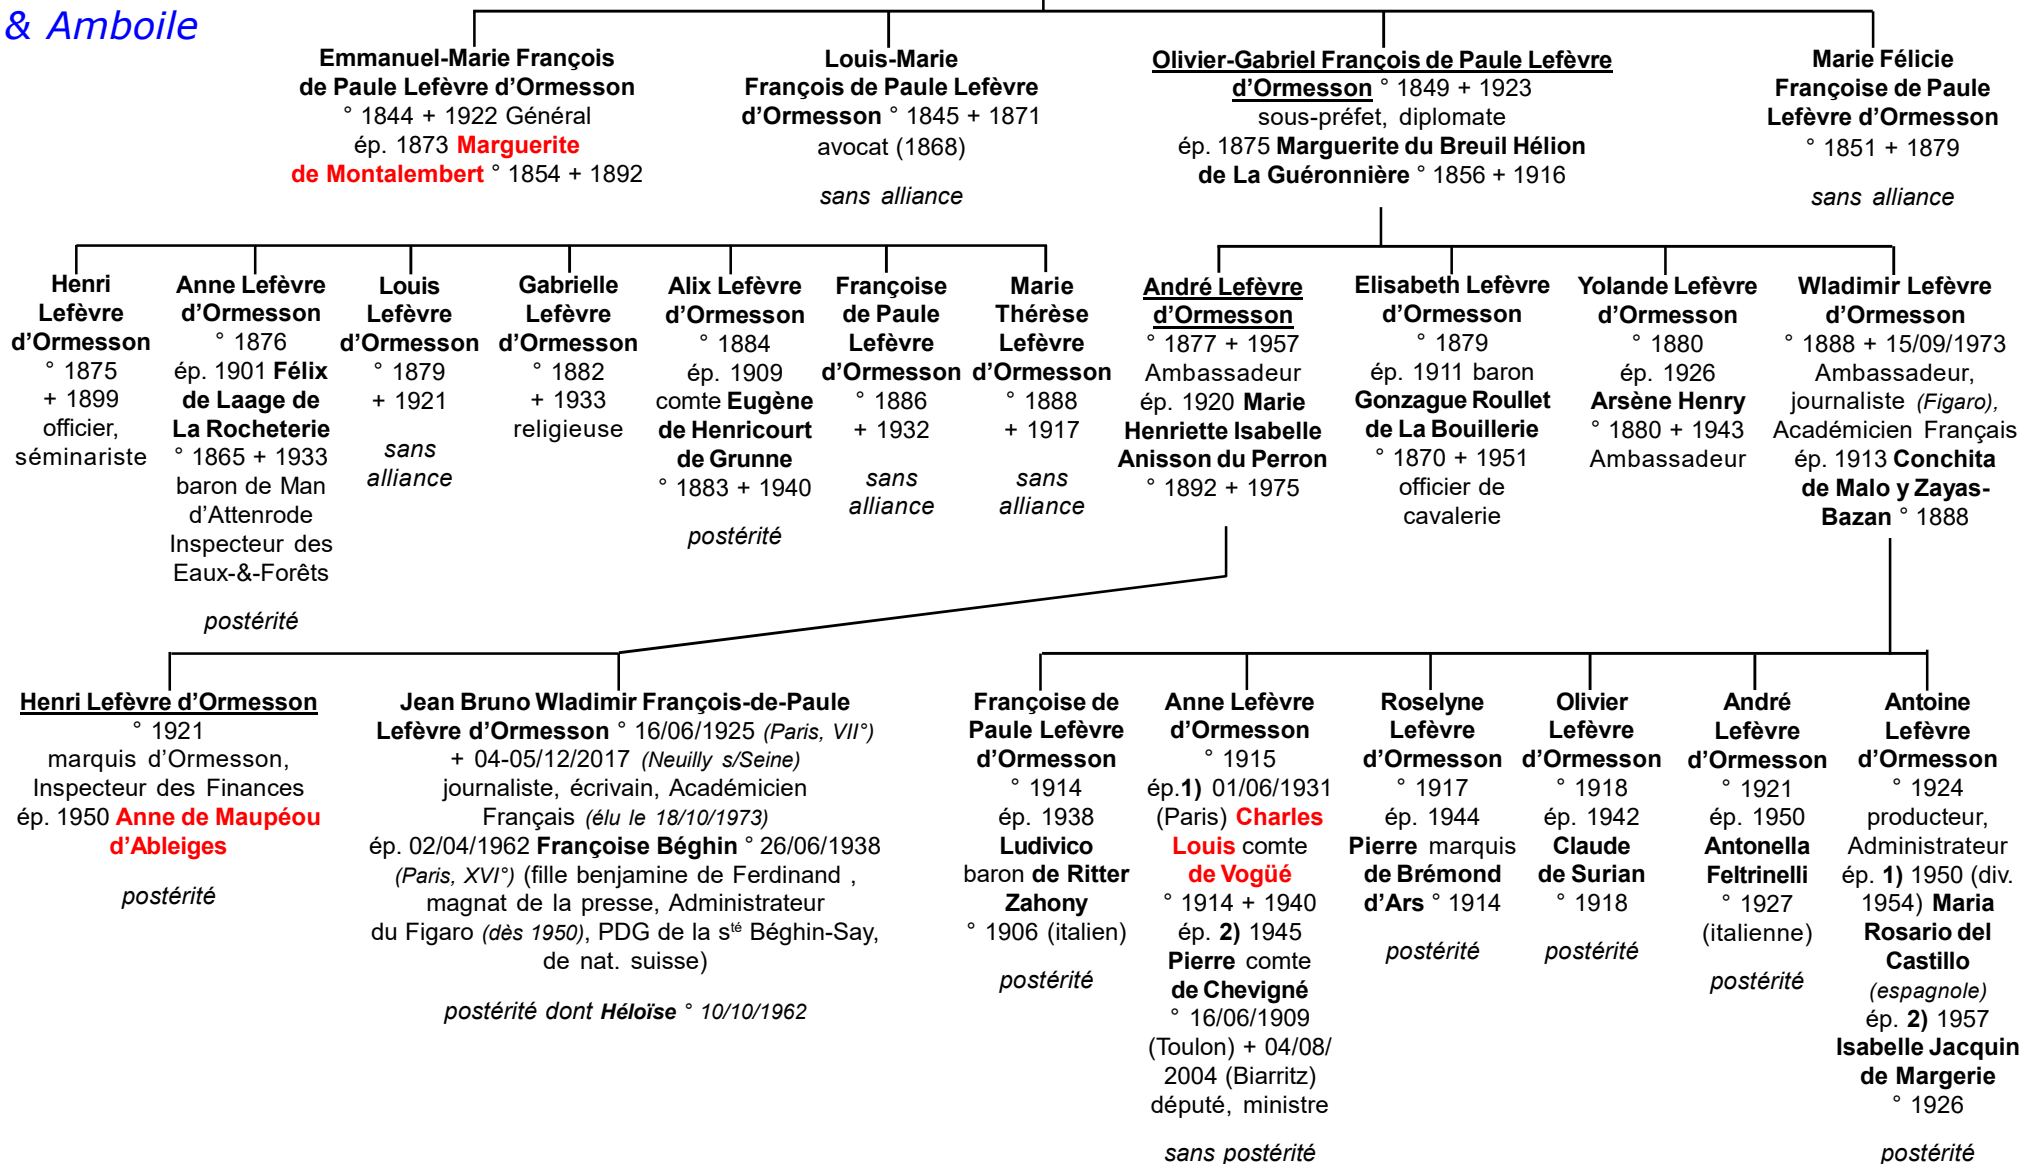 & Amboile
Emmanuel-Marie François
de Paule Lefèvre d’Ormesson
° 1844 + 1922 Général
ép. 1873 Marguerite
de Montalembert ° 1854 + 1892
Louis-Marie
François de Paule Lefèvre
d’Ormesson ° 1845 + 1871
avocat (1868)
sans alliance
Olivier-Gabriel François de Paule Lefèvre
d’Ormesson ° 1849 + 1923
sous-préfet, diplomate
ép. 1875 Marguerite du Breuil Hélion
de La Guéronnière ° 1856 + 1916
Marie Félicie
Françoise de Paule
Lefèvre d’Ormesson
° 1851 + 1879
sans alliance
Henri
Lefèvre
d’Ormesson
° 1875
+ 1899
officier,
séminariste
Anne Lefèvre
d’Ormesson
° 1876
ép. 1901 Félix
de Laage de
La Rocheterie
° 1865 + 1933
baron de Man
d’Attenrode
Inspecteur des
Eaux-&-Forêts
postérité
Louis
Lefèvre
d’Ormesson
° 1879
+ 1921
sans
alliance
Gabrielle
Lefèvre
d’Ormesson
° 1882
+ 1933
religieuse
Alix Lefèvre
d’Ormesson
° 1884
ép. 1909
comte Eugène
de Henricourt
de Grunne
° 1883 + 1940
postérité
Françoise
de Paule
Lefèvre
d’Ormesson
° 1886
+ 1932
sans
alliance
Marie
Thérèse
Lefèvre
d’Ormesson
° 1888
+ 1917
sans
alliance
André Lefèvre
d’Ormesson
° 1877 + 1957
Ambassadeur
ép. 1920 Marie
Henriette Isabelle
Anisson du Perron
° 1892 + 1975
Elisabeth Lefèvre
d’Ormesson
° 1879
ép. 1911 baron
Gonzague Roullet
de La Bouillerie
° 1870 + 1951
officier de
cavalerie
Yolande Lefèvre
d’Ormesson
° 1880
ép. 1926
Arsène Henry
° 1880 + 1943
Ambassadeur
Wladimir Lefèvre
d’Ormesson
° 1888 + 15/09/1973
Ambassadeur,
journaliste (Figaro),
Académicien Français
ép. 1913 Conchita
de Malo y Zayas-
Bazan ° 1888
Henri Lefèvre d’Ormesson
° 1921
marquis d’Ormesson,
Inspecteur des Finances
ép. 1950 Anne de Maupéou
d’Ableiges
postérité
Jean Bruno Wladimir François-de-Paule
Lefèvre d’Ormesson ° 16/06/1925 (Paris, VII°)
+ 04-05/12/2017 (Neuilly s/Seine)
journaliste, écrivain, Académicien
Français (élu le 18/10/1973)
ép. 02/04/1962 Françoise Béghin ° 26/06/1938
(Paris, XVI°) (fille benjamine de Ferdinand ,
magnat de la presse, Administrateur
du Figaro (dès 1950), PDG de la sté Béghin-Say,
de nat. suisse)
postérité dont Héloïse ° 10/10/1962
Françoise de
Paule Lefèvre
d’Ormesson
° 1914
ép. 1938
Ludivico
baron de Ritter
Zahony
° 1906 (italien)
postérité
Anne Lefèvre
d’Ormesson
° 1915
ép.1) 01/06/1931
(Paris) Charles
Louis comte
de Vogüé
° 1914 + 1940
ép. 2) 1945
Pierre comte
de Chevigné
° 16/06/1909
(Toulon) + 04/08/
2004 (Biarritz)
député, ministre
sans postérité
Roselyne
Lefèvre
d’Ormesson
° 1917
ép. 1944
Pierre marquis
de Brémond
d’Ars ° 1914
postérité
Olivier
Lefèvre
d’Ormesson
° 1918
ép. 1942
Claude
de Surian
° 1918
postérité
André
Lefèvre
d’Ormesson
° 1921
ép. 1950
Antonella
Feltrinelli
° 1927
(italienne)
postérité
Antoine
Lefèvre
d’Ormesson
° 1924
producteur,
Administrateur
ép. 1) 1950 (div.
1954) Maria
Rosario del
Castillo
(espagnole)
ép. 2) 1957
Isabelle Jacquin
de Margerie
° 1926
postérité